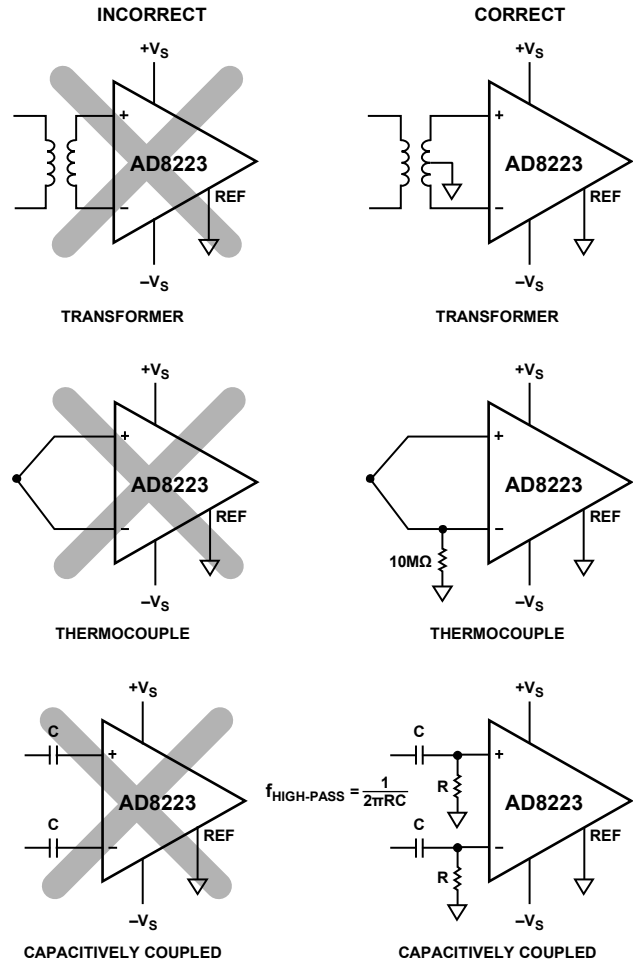 INCORRECT
CORRECT
+VS
+
AD8223
−
REF
−VS
TRANSFORMER
+VS
+
AD8223
−
REF
−VS
TRANSFORMER
+VS
+
AD8223
−
REF
−VS
THERMOCOUPLE
+VS
+
AD8223
−
REF
10MΩ
−VS
THERMOCOUPLE
+VS
C
+
AD8223
C
−
REF
−VS
CAPACITIVELY COUPLED
fHIGH-PASS = 1/2πRC
+VS
C
+
R
AD8223
C
−
REF
R
−VS
CAPACITIVELY COUPLED